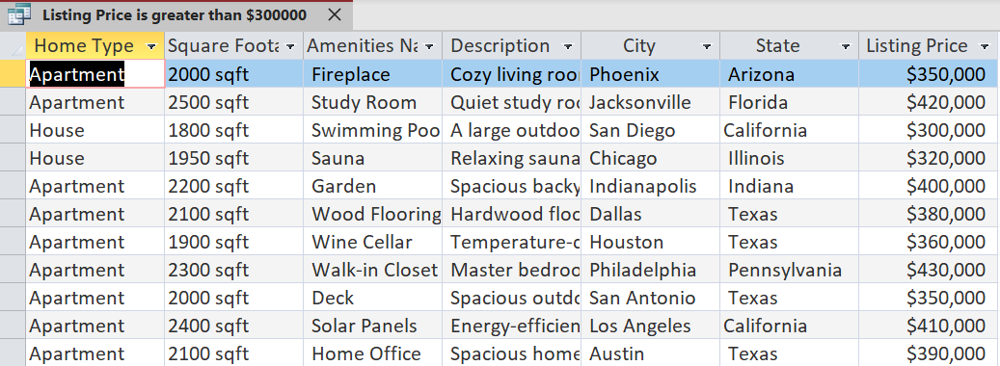 Listing Price is greater than $300000
Home Type Square Foota Amenities Na Description City State Listing Price
Apartment 2000 sqft Fireplace Cozy living roo Phoenix Arizona $350,000
Apartment 2500 sqft Study Room Quiet study roo Jacksonville Florida $420,000
House 1800 sqft Swimming Poo A large outdoo San Diego California $300,000
House 1950 sqft Sauna Relaxing sauna Chicago Illinois $320,000
Apartment 2200 sqft Garden Spacious backy Indianapolis Indiana $400,000
Apartment 2100 sqft Wood Flooring Hardwood floo Dallas Texas $380,000
Apartment 1900 sqft Wine Cellar Temperature-c Houston Texas $360,000
Apartment 2300 sqft Walk-in Closet Master bedroo Philadelphia Pennsylvania $430,000
Apartment 2000 sqft Deck Spacious outdo San Antonio Texas $350,000
Apartment 2400 sqft Solar Panels Energy-efficien Los Angeles California $410,000
Apartment 2100 sqft Home Office Spacious home Austin Texas $390,000